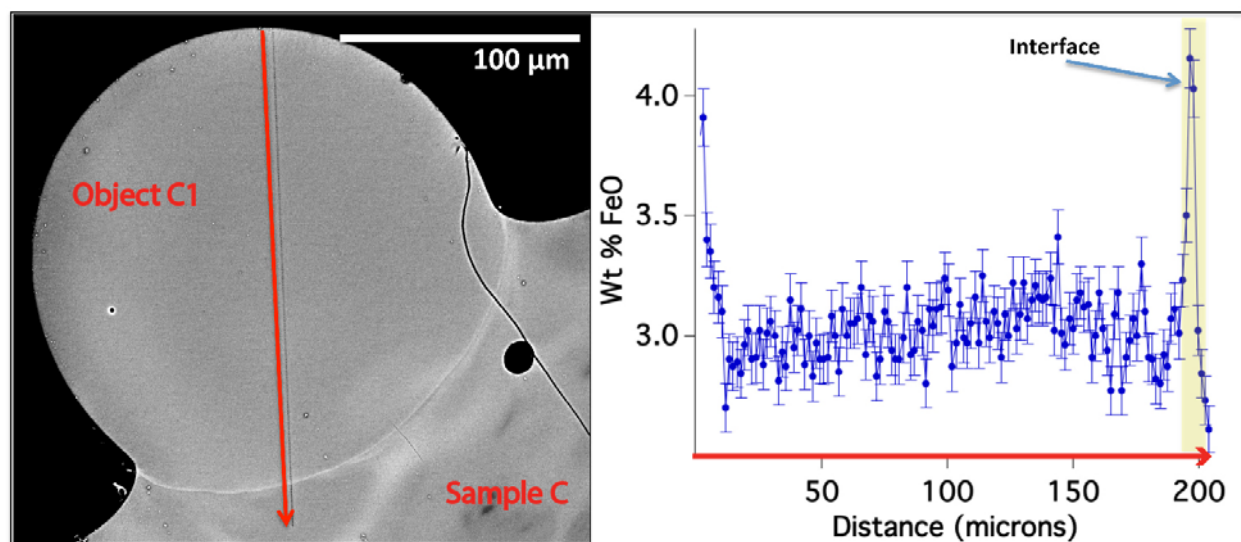 100 µm
Object C1
Sample C
Interface
Wt % FeO
4.0
3.5
3.0
50
100
150
200
Distance (microns)